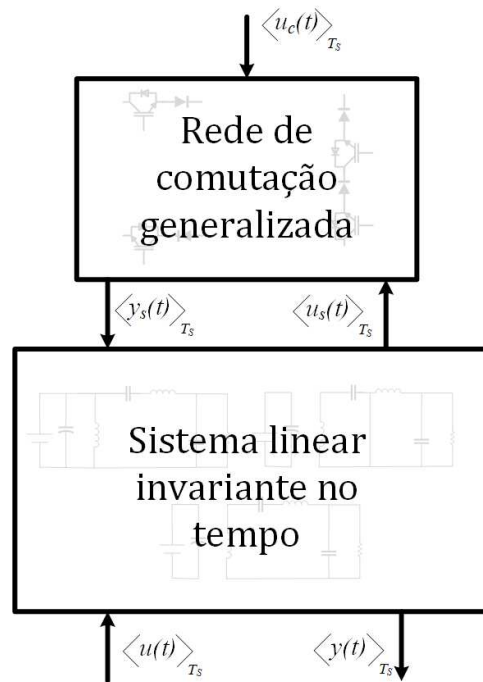 ⟨u_c(t)⟩_{T_S}
Rede de
comutação
generalizada
⟨y_s(t)⟩_{T_S} ⟨u_s(t)⟩_{T_S}
Sistema linear
invariante no
tempo
⟨u(t)⟩_{T_S} ⟨y(t)⟩_{T_S}